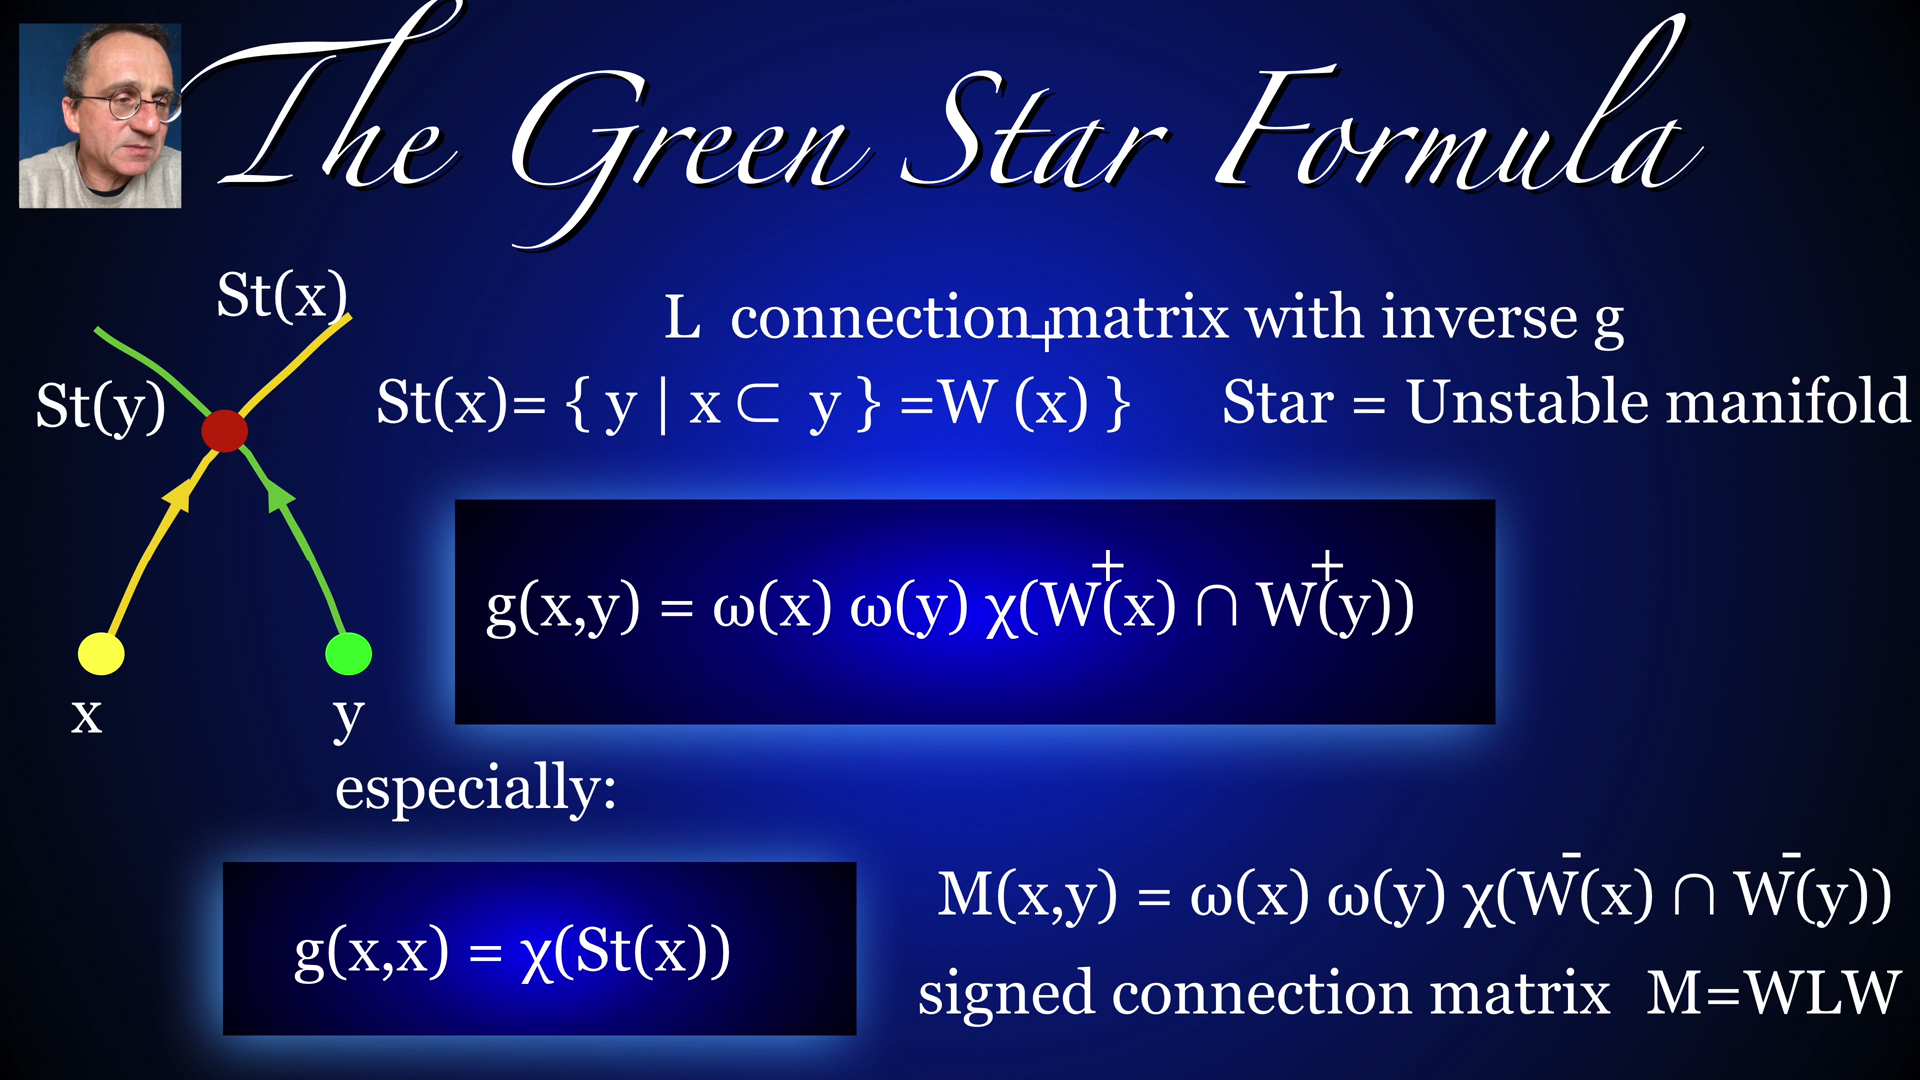 The Green Star Formula
St(x)
L connection matrix with inverse g
St(y)
St(x)= { y | x ⊂ y } =W⁺(x) }
Star = Unstable manifold
g(x,y) = ω(x) ω(y) χ(W⁺(x) ∩ W⁺(y))
x
y
especially:
g(x,x) = χ(St(x))
M(x,y) = ω(x) ω(y) χ(W⁻(x) ∩ W⁻(y))
signed connection matrix M=WLW